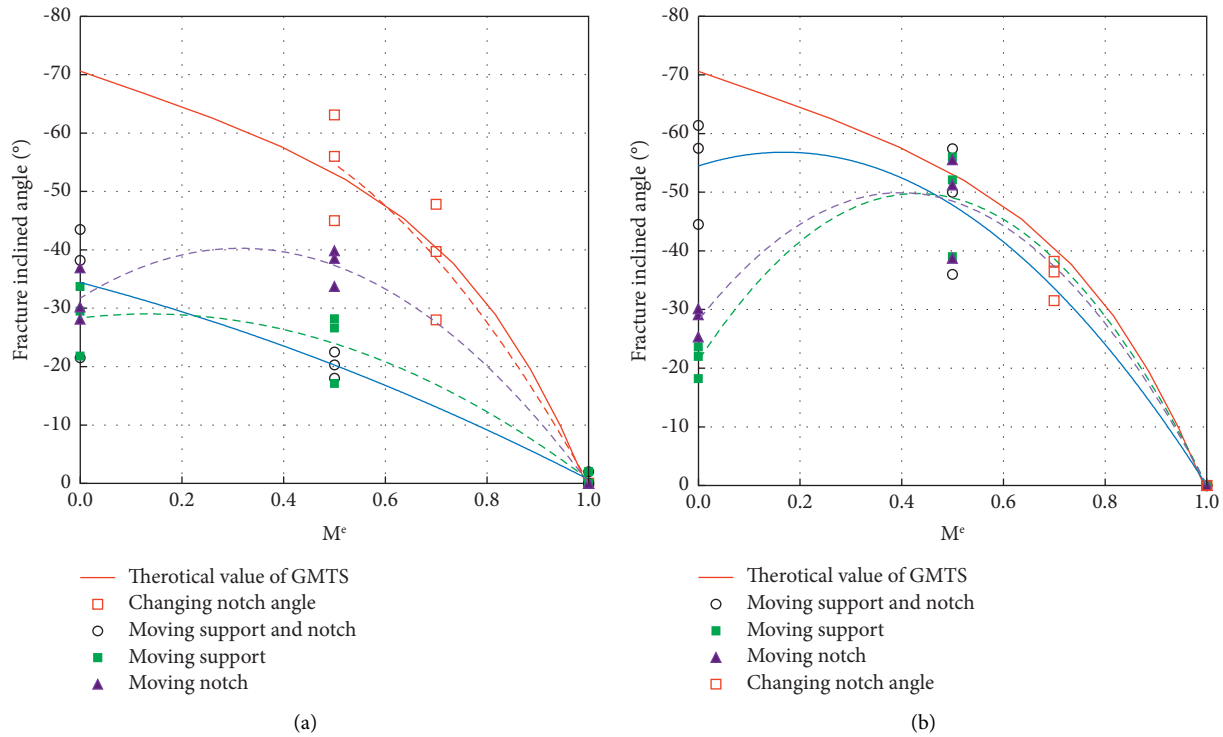 -80
-70
-60
-50
-40
-30
-20
-10
0
Fracture inclined angle (°)
0.0 0.2 0.4 0.6 0.8 1.0
Mᵉ
Therotical value of GMTS
Changing notch angle
Moving support and notch
Moving support
Moving notch
(a)
-80
-70
-60
-50
-40
-30
-20
-10
0
Fracture inclined angle (°)
0.0 0.2 0.4 0.6 0.8 1.0
Mᵉ
Therotical value of GMTS
Moving support and notch
Moving support
Moving notch
Changing notch angle
(b)